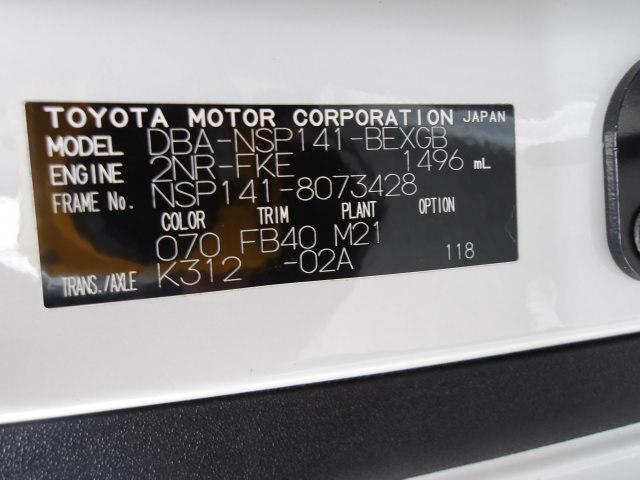 TOYOTA MOTOR CORPORATION JAPAN
MODEL DBA-NSP141-BEXGB
ENGINE 2NR-FKE 1496 mL
FRAME No. NSP141-8073428
COLOR TRIM PLANT OPTION
070 FB40 M21
TRANS./AXLE K312 -02A 118